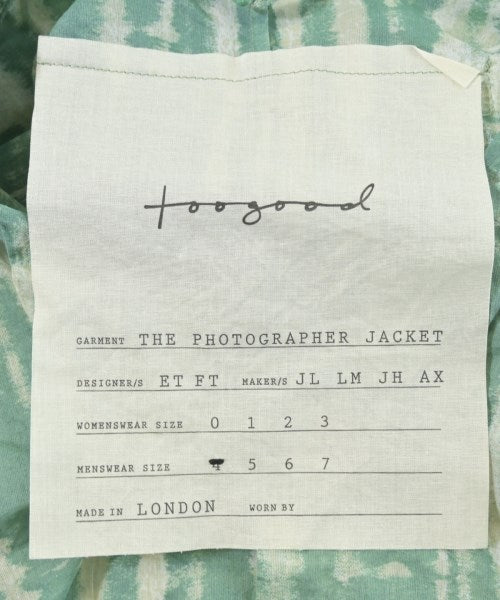 toogood
GARMENT THE PHOTOGRAPHER JACKET
DESIGNER/S ET FT MAKER/S JL LM JH AX
WOMENSWEAR SIZE 0 1 2 3
MENSWEAR SIZE 4 5 6 7
MADE IN LONDON WORN BY